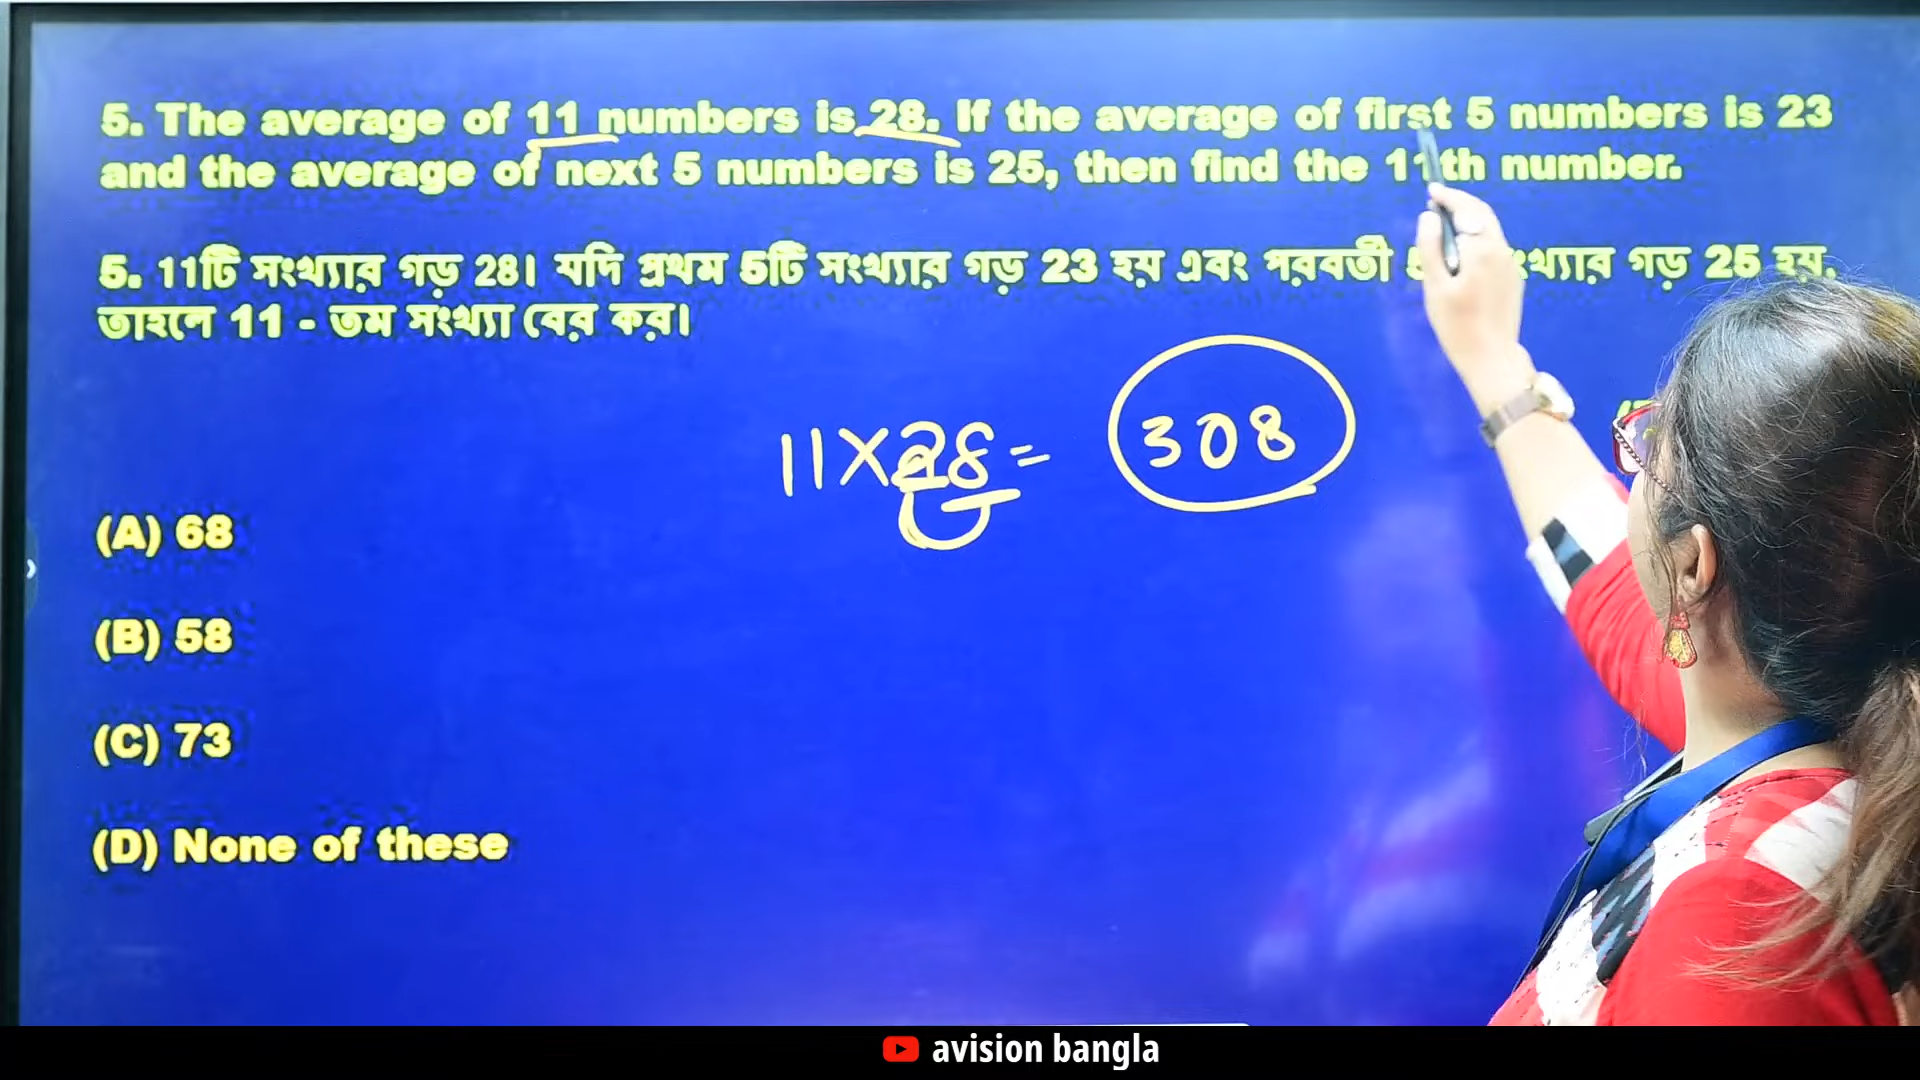 5. The average of 11 numbers is 28. If the average of first 5 numbers is 23
and the average of next 5 numbers is 25, then find the 11th number.
5. 11টি সংখ্যার গড় 28। যদি প্রথম 5টি সংখ্যার গড় 23 হয় এবং পরবর্তী গড় 25 হয়,
তাহলে 11 - তম সংখ্যা বের কর।
11×28 = 308
(A) 68
(B) 58
(C) 73
(D) None of these
avision bangla